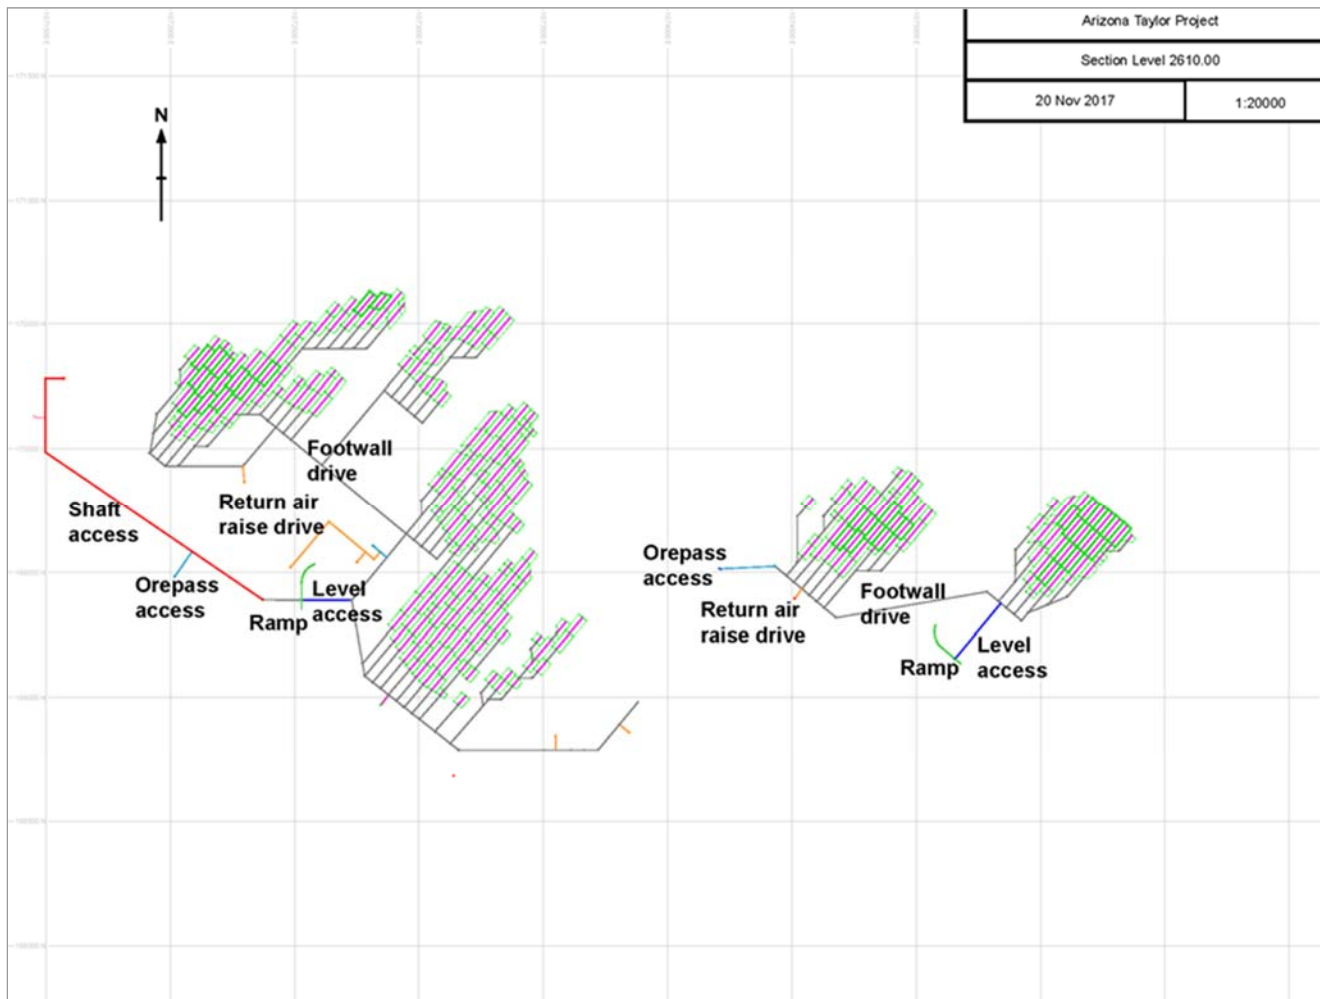 Arizona Taylor Project
Section Level 2610.00
20 Nov 2017
1:20000
N
Footwall
drive
Return air
raise drive
Shaft
access
Orepass
access
Level
access
Ramp
Orepass
access
Return air
raise drive
Footwall
drive
Level
access
Ramp